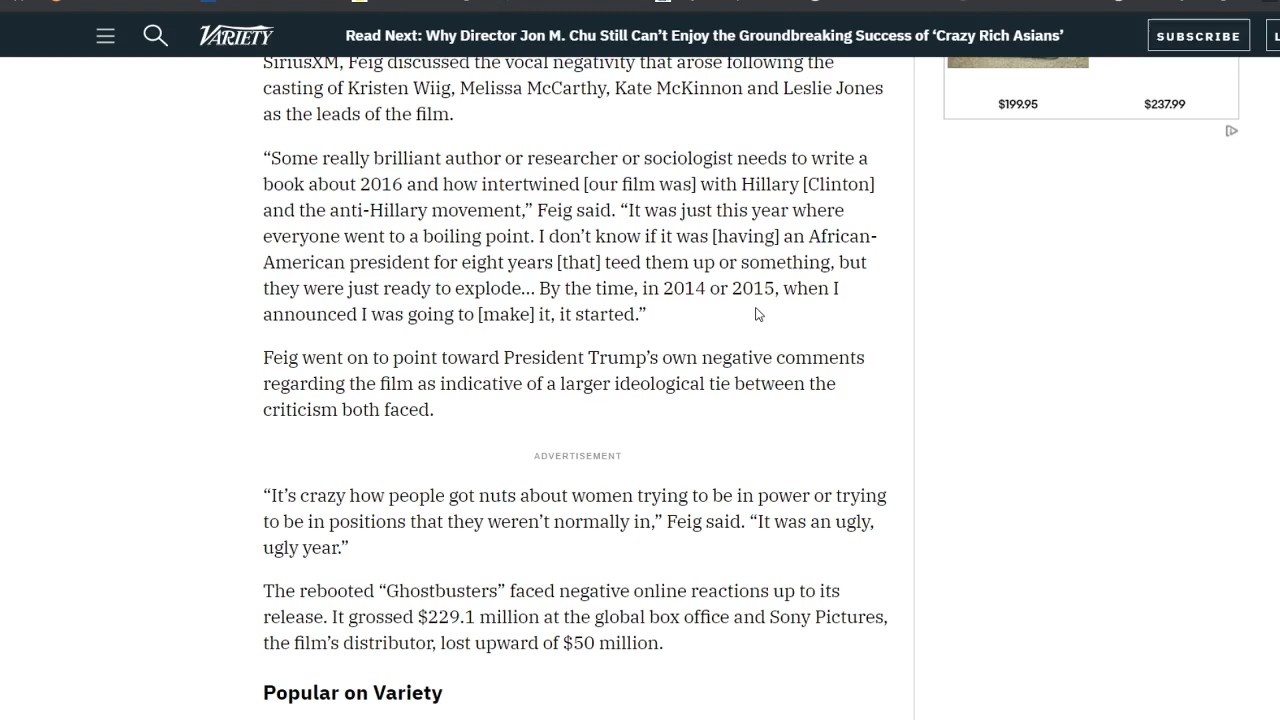 VARIETY
Read Next: Why Director Jon M. Chu Still Can’t Enjoy the Groundbreaking Success of ‘Crazy Rich Asians’
SUBSCRIBE
SiriusXM, Feig discussed the vocal negativity that arose following the
casting of Kristen Wiig, Melissa McCarthy, Kate McKinnon and Leslie Jones
as the leads of the film.
$199.95
$237.99
“Some really brilliant author or researcher or sociologist needs to write a
book about 2016 and how intertwined [our film was] with Hillary [Clinton]
and the anti-Hillary movement,” Feig said. “It was just this year where
everyone went to a boiling point. I don’t know if it was [having] an African-
American president for eight years [that] teed them up or something, but
they were just ready to explode… By the time, in 2014 or 2015, when I
announced I was going to [make] it, it started.”
Feig went on to point toward President Trump’s own negative comments
regarding the film as indicative of a larger ideological tie between the
criticism both faced.
ADVERTISEMENT
“It’s crazy how people got nuts about women trying to be in power or trying
to be in positions that they weren’t normally in,” Feig said. “It was an ugly,
ugly year.”
The rebooted “Ghostbusters” faced negative online reactions up to its
release. It grossed $229.1 million at the global box office and Sony Pictures,
the film’s distributor, lost upward of $50 million.
Popular on Variety